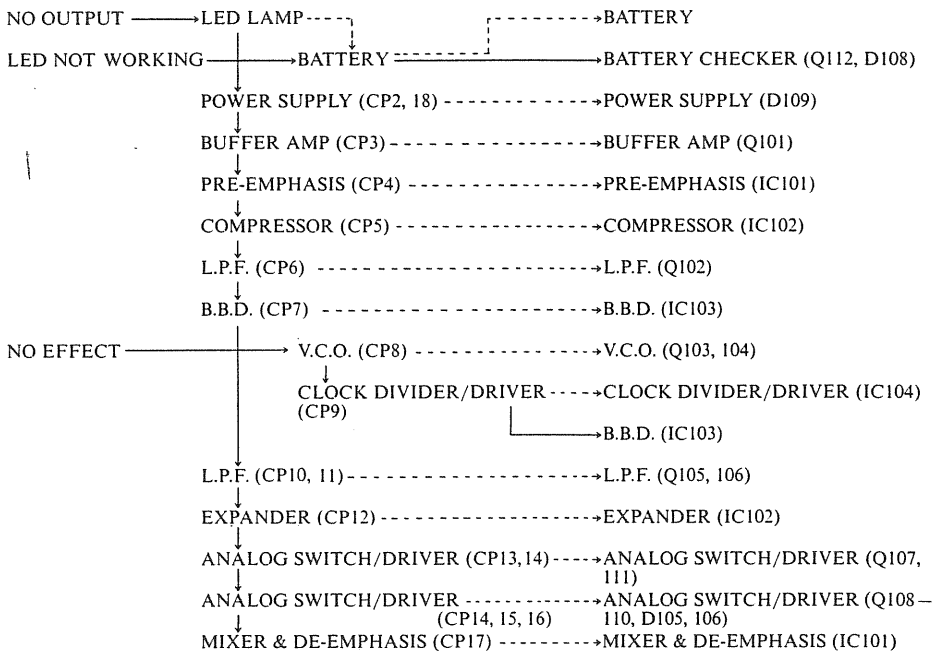 NO OUTPUT LED LAMP BATTERY
LED NOT WORKING BATTERY BATTERY CHECKER (Q112, D108)
POWER SUPPLY (CP2, 18) POWER SUPPLY (D109)
BUFFER AMP (CP3) BUFFER AMP (Q101)
PRE-EMPHASIS (CP4) PRE-EMPHASIS (IC101)
COMPRESSOR (CP5) COMPRESSOR (IC102)
L.P.F. (CP6) L.P.F. (Q102)
B.B.D. (CP7) B.B.D. (IC103)
NO EFFECT V.C.O. (CP8) V.C.O. (Q103, 104)
CLOCK DIVIDER/DRIVER CLOCK DIVIDER/DRIVER (IC104)
(CP9)
B.B.D. (IC103)
L.P.F. (CP10, 11) L.P.F. (Q105, 106)
EXPANDER (CP12) EXPANDER (IC102)
ANALOG SWITCH/DRIVER (CP13,14) ANALOG SWITCH/DRIVER (Q107,
111)
ANALOG SWITCH/DRIVER ANALOG SWITCH/DRIVER (Q108—
(CP14, 15, 16) 110, D105, 106)
MIXER & DE-EMPHASIS (CP17) MIXER & DE-EMPHASIS (IC101)